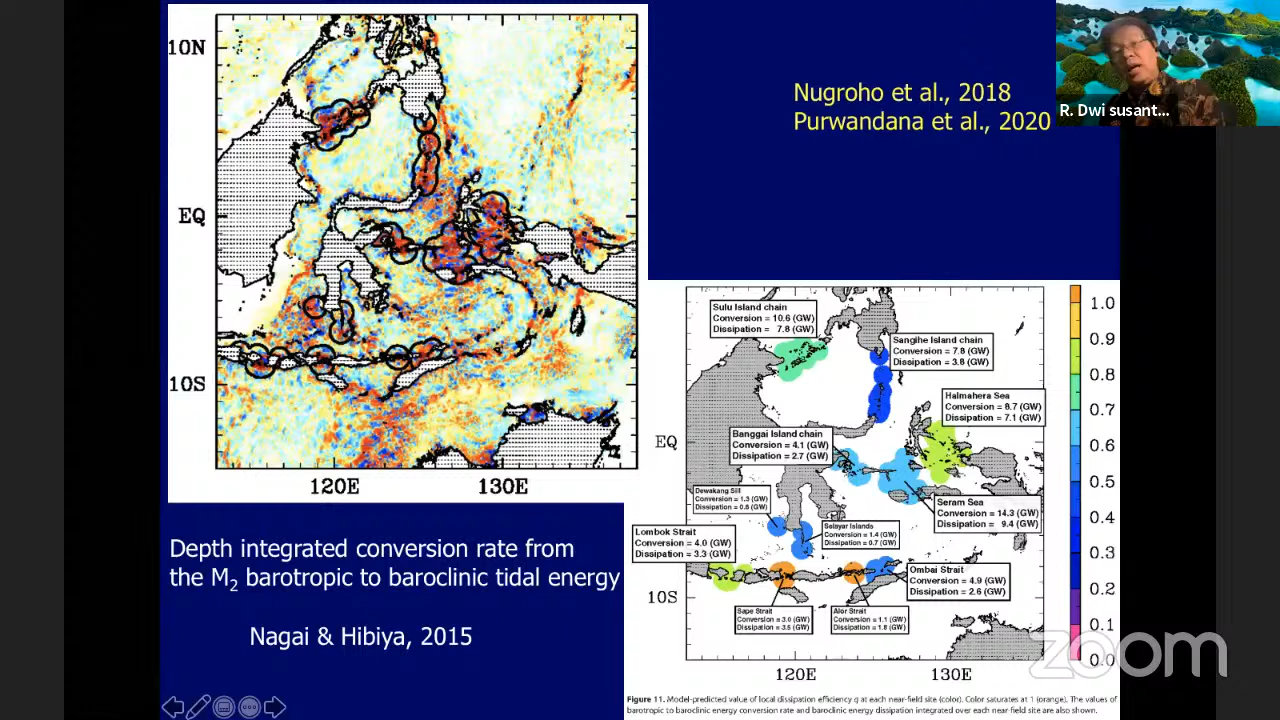 10N
EQ
10S
120E
130E
Nugroho et al., 2018
Purwandana et al., 2020
R. Dwi susant...
Depth integrated conversion rate from
the M2 barotropic to baroclinic tidal energy
Nagai & Hibiya, 2015
Sulu Island chain
Conversion = 10.6 (GW)
Dissipation = 7.8 (GW)
Sangihe Island chain
Conversion = 7.8 (GW)
Dissipation = 3.8 (GW)
Halmahera Sea
Conversion = 8.7 (GW)
Dissipation = 7.1 (GW)
Banggai Island chain
Conversion = 4.1 (GW)
Dissipation = 2.7 (GW)
Dewakang Sill
Conversion = 1.3 (GW)
Dissipation = 0.6 (GW)
Seram Sea
Conversion = 14.3 (GW)
Dissipation = 9.4 (GW)
Selayar Islands
Conversion = 1.4 (GW)
Dissipation = 0.7 (GW)
Lombok Strait
Conversion = 4.0 (GW)
Dissipation = 3.3 (GW)
Ombai Strait
Conversion = 4.9 (GW)
Dissipation = 2.6 (GW)
Sape Strait
Conversion = 3.0 (GW)
Dissipation = 3.5 (GW)
Alor Strait
Conversion = 1.1 (GW)
Dissipation = 1.8 (GW)
EQ
10S
120E
130E
1.0
0.9
0.8
0.7
0.6
0.5
0.4
0.3
0.2
0.1
0.0
zoom
Figure 11. Model-predicted value of local dissipation efficiency q at each near-field site (color). Color saturates at 1 (orange). The values of
barotropic to baroclinic energy conversion rate and baroclinic energy dissipation integrated over each near-field site are also shown.